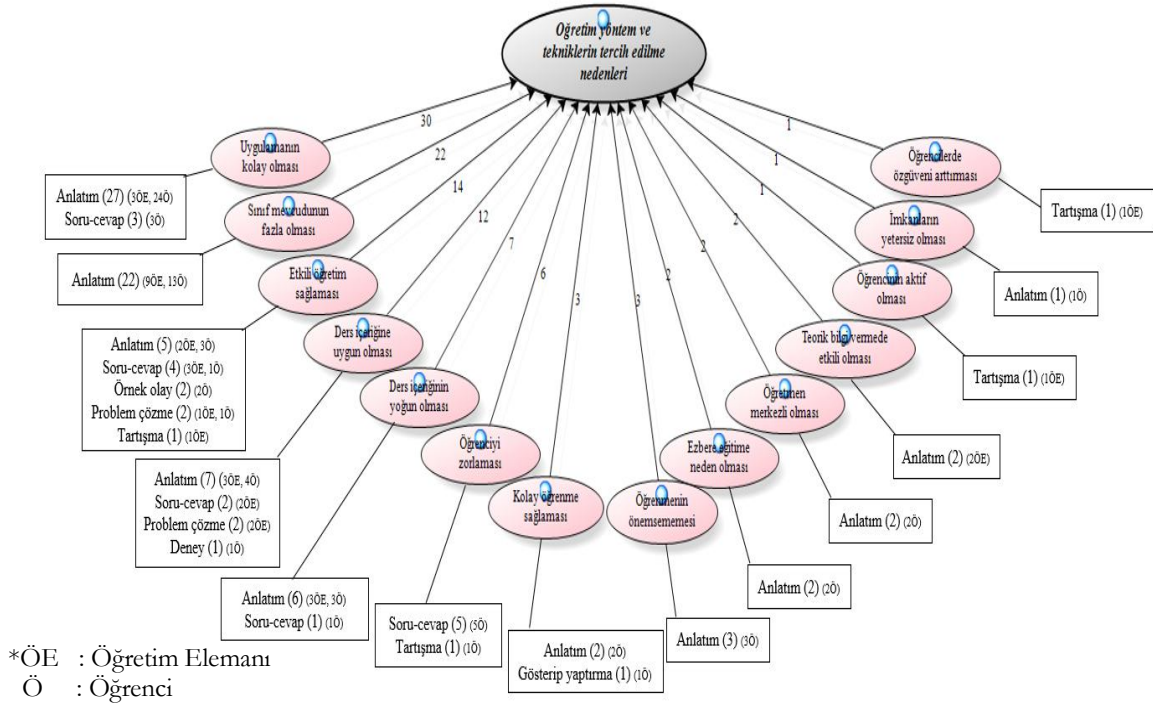 Öğretim yöntem ve
tekniklerin tercih edilme
nedenleri
30
22
14
12
7
6
3
3
2
2
2
1
1
1
Uygulamanın
kolay olması
Anlatım (27) (3ÖE, 24Ö)
Soru-cevap (3) (3Ö)
Sınıf mevcudunun
fazla olması
Anlatım (22) (9ÖE, 13Ö)
Etkili öğretim
sağlaması
Anlatım (5) (2ÖE, 3Ö)
Soru-cevap (4) (3ÖE, 1Ö)
Örnek olay (2) (2Ö)
Problem çözme (2) (1ÖE, 1Ö)
Tartışma (1) (1ÖE)
Ders içeriğine
uygun olması
Anlatım (7) (3ÖE, 4Ö)
Soru-cevap (2) (2ÖE)
Problem çözme (2) (2ÖE)
Deney (1) (1Ö)
Ders içeriğinin
yoğun olması
Anlatım (6) (3ÖE, 3Ö)
Soru-cevap (1) (1Ö)
Öğrenciyi
zorlaması
Soru-cevap (5) (5Ö)
Tartışma (1) (1Ö)
Kolay öğrenme
sağlaması
Anlatım (2) (2Ö)
Gösterip yaptırma (1) (1Ö)
Öğrenmenin
önemsememesi
Anlatım (3) (3Ö)
Ezbere eğitime
neden olması
Anlatım (2) (2Ö)
Öğretmen
merkezli olması
Anlatım (2) (2Ö)
Teorik bilgi vermede
etkili olması
Anlatım (2) (2ÖE)
Öğrencinin aktif
olması
Tartışma (1) (1ÖE)
İmkanların
yetersiz olması
Anlatım (1) (1Ö)
Öğrencilerde
özgüveni arttırması
Tartışma (1) (1ÖE)
*ÖE : Öğretim Elemanı
Ö : Öğrenci